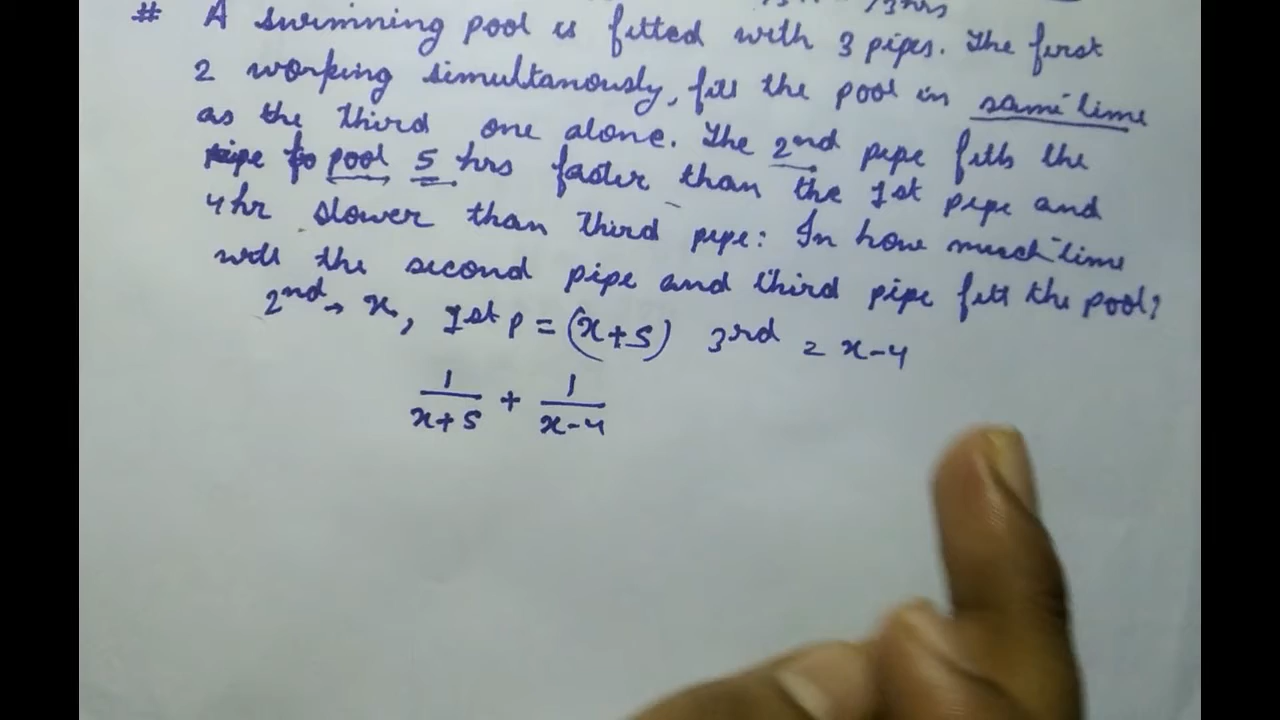 # A swimming pool is fitted with 3 pipes. The first
2 working simultanously, fill the pool in same time
as the third one alone. The 2nd pipe fills the
pool 5 hrs faster than the 1st pipe and
4hr slower than third pipe: In how much time
will the second pipe and third pipe fill the pool?
2nd → x, 1st p = (x+5) 3rd = x-4
1/x+5 + 1/x-4